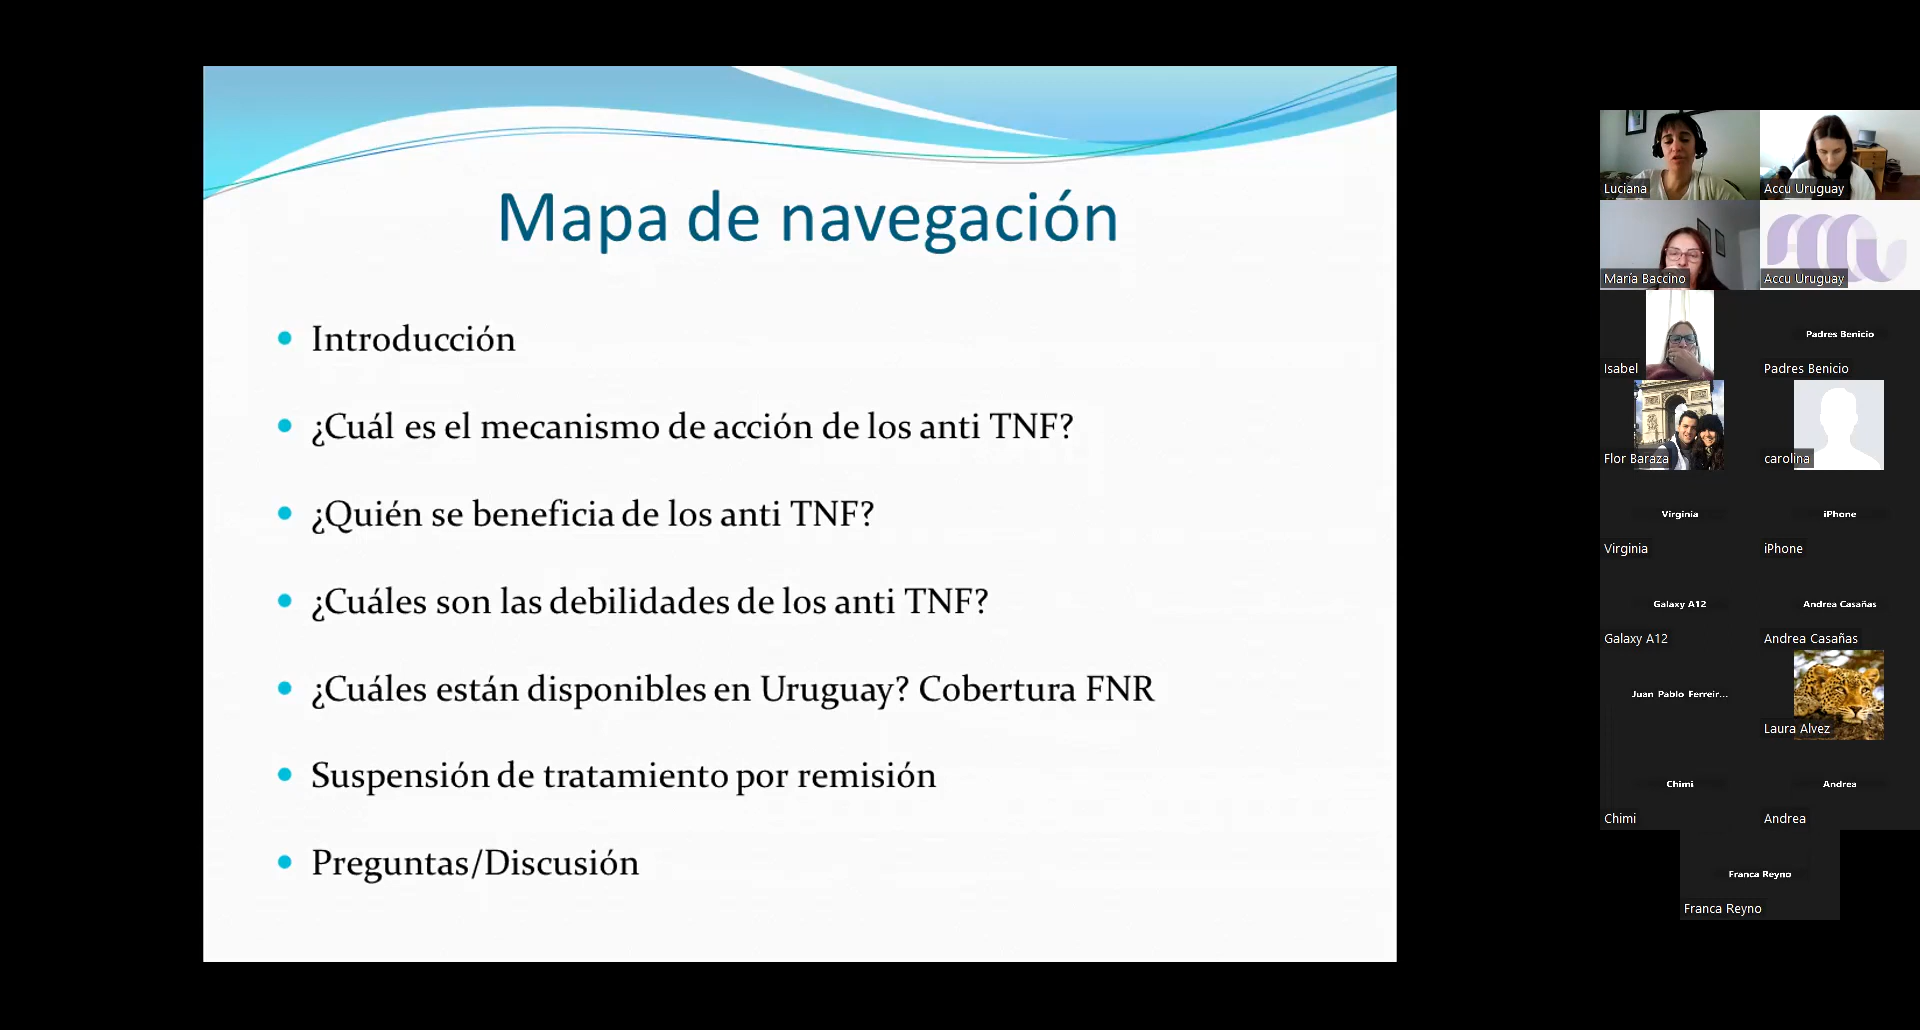 Mapa de navegación
Introducción
¿Cuál es el mecanismo de acción de los anti TNF?
¿Quién se beneficia de los anti TNF?
¿Cuáles son las debilidades de los anti TNF?
¿Cuáles están disponibles en Uruguay? Cobertura FNR
Suspensión de tratamiento por remisión
Preguntas/Discusión
Luciana
Accu Uruguay
María Baccino
Accu Uruguay
Isabel
Padres Benicio
Padres Benicio
Flor Baraza
carolina
Virginia
Virginia
iPhone
iPhone
Galaxy A12
Galaxy A12
Andrea Casañas
Andrea Casañas
Juan Pablo Ferreir...
Laura Alvez
Chimi
Chimi
Andrea
Andrea
Franca Reyno
Franca Reyno